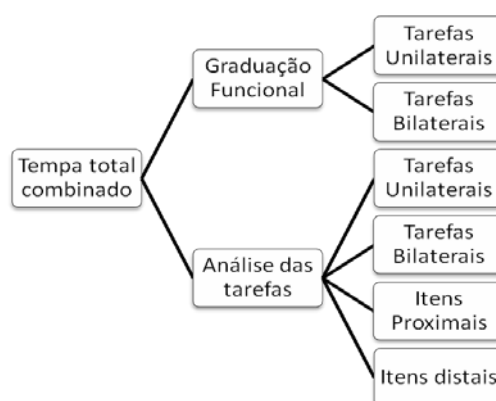 Tempa total
combinado
Graduação
Funcional
Tarefas
Unilaterais
Tarefas
Bilaterais
Análise das
tarefas
Tarefas
Unilaterais
Tarefas
Bilaterais
Itens
Proximais
Itens distais